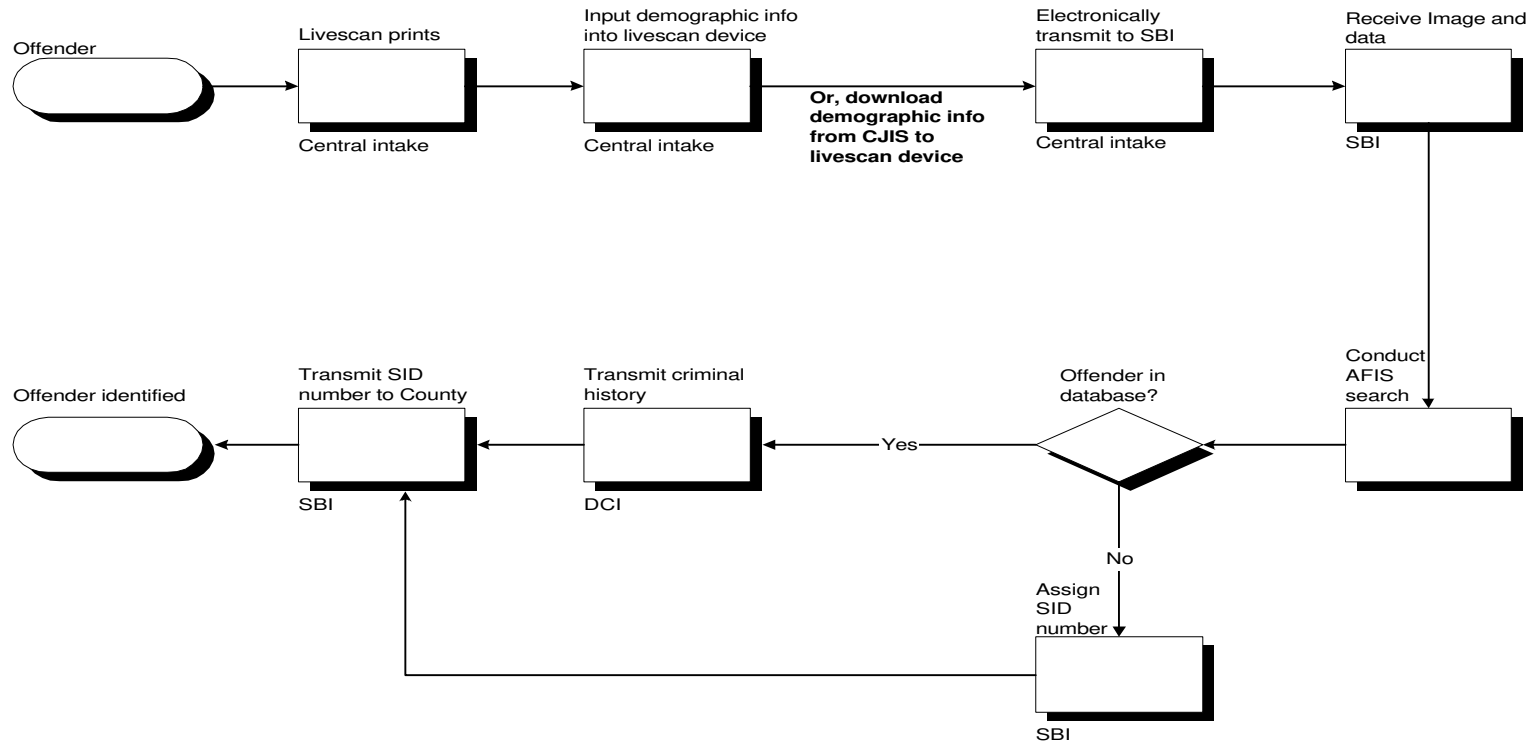 Offender
Livescan prints
Central intake
Input demographic info
into livescan device
Central intake
Or, download
demographic info
from CJIS to
livescan device
Electronically
transmit to SBI
Central intake
Receive Image and
data
SBI
Conduct
AFIS
search
Offender in
database?
Yes
No
Transmit criminal
history
DCI
Transmit SID
number to County
SBI
Offender identified
Assign
SID
number
SBI